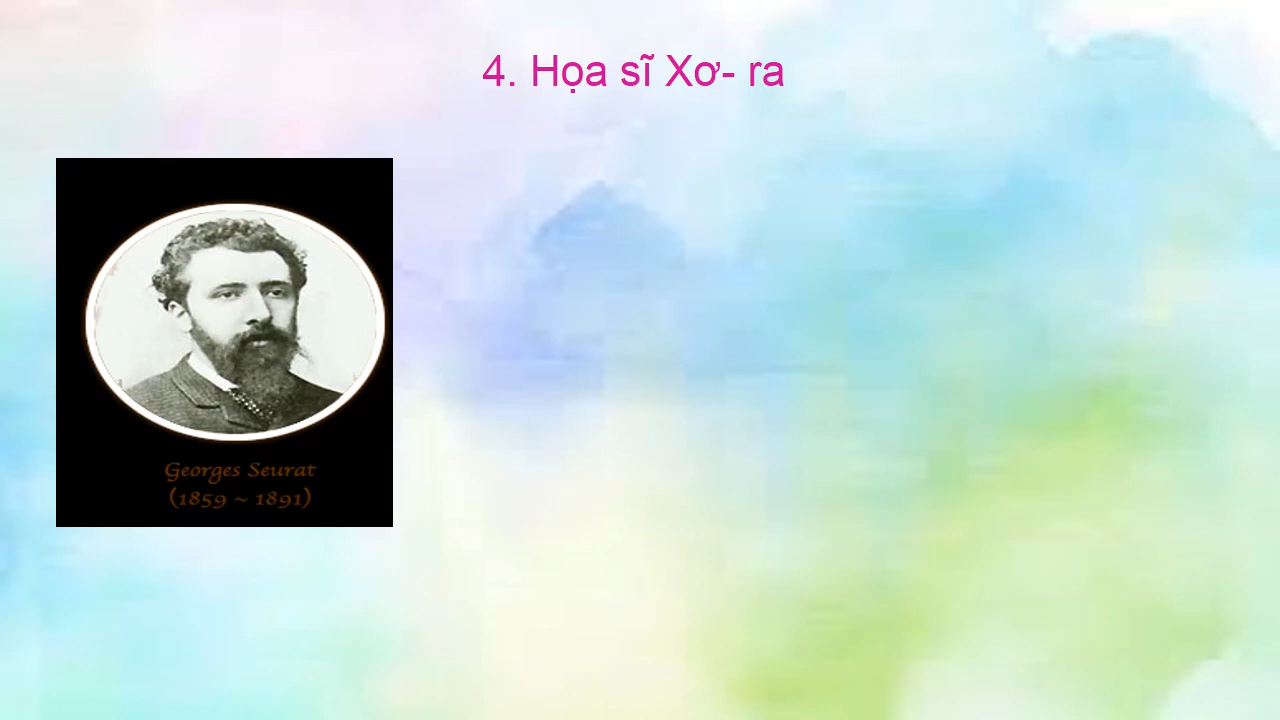 4. Họa sĩ Xơ- ra
Georges Seurat
(1859 ~ 1891)